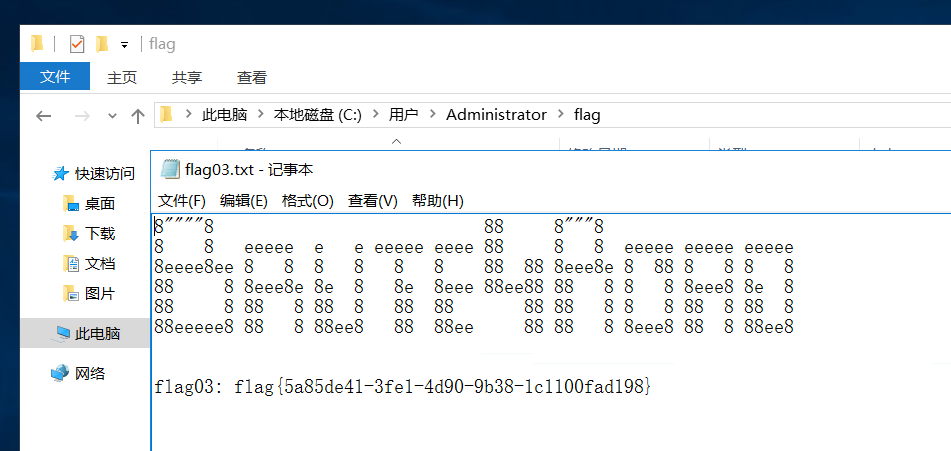 flag
文件 主页 共享 查看
此电脑 本地磁盘 (C:) 用户 Administrator flag
快速访问
桌面
下载
文档
图片
此电脑
网络
flag03.txt - 记事本
文件(F) 编辑(E) 格式(O) 查看(V) 帮助(H)
8""""8                           88     8"""8
8    8   eeeee  e   e eeeee eeee 88     8   8  eeeee eeeee eeeee
8eeee8ee 8   8  8   8   8   8    88  88 8eee8e 8  88 8   8 8   8
88     8 8eee8e 8e  8   8e  8eee 88ee88 88   8 8   8 8eee8 8e  8
88     8 88   8 88  8   88  88       88 88   8 8   8 88  8 88  8
88eeeee8 88   8 88ee8   88  88ee     88 88   8 8eee8 88  8 88ee8
flag03: flag{5a85de41-3fe1-4d90-9b38-1c1100fad198}